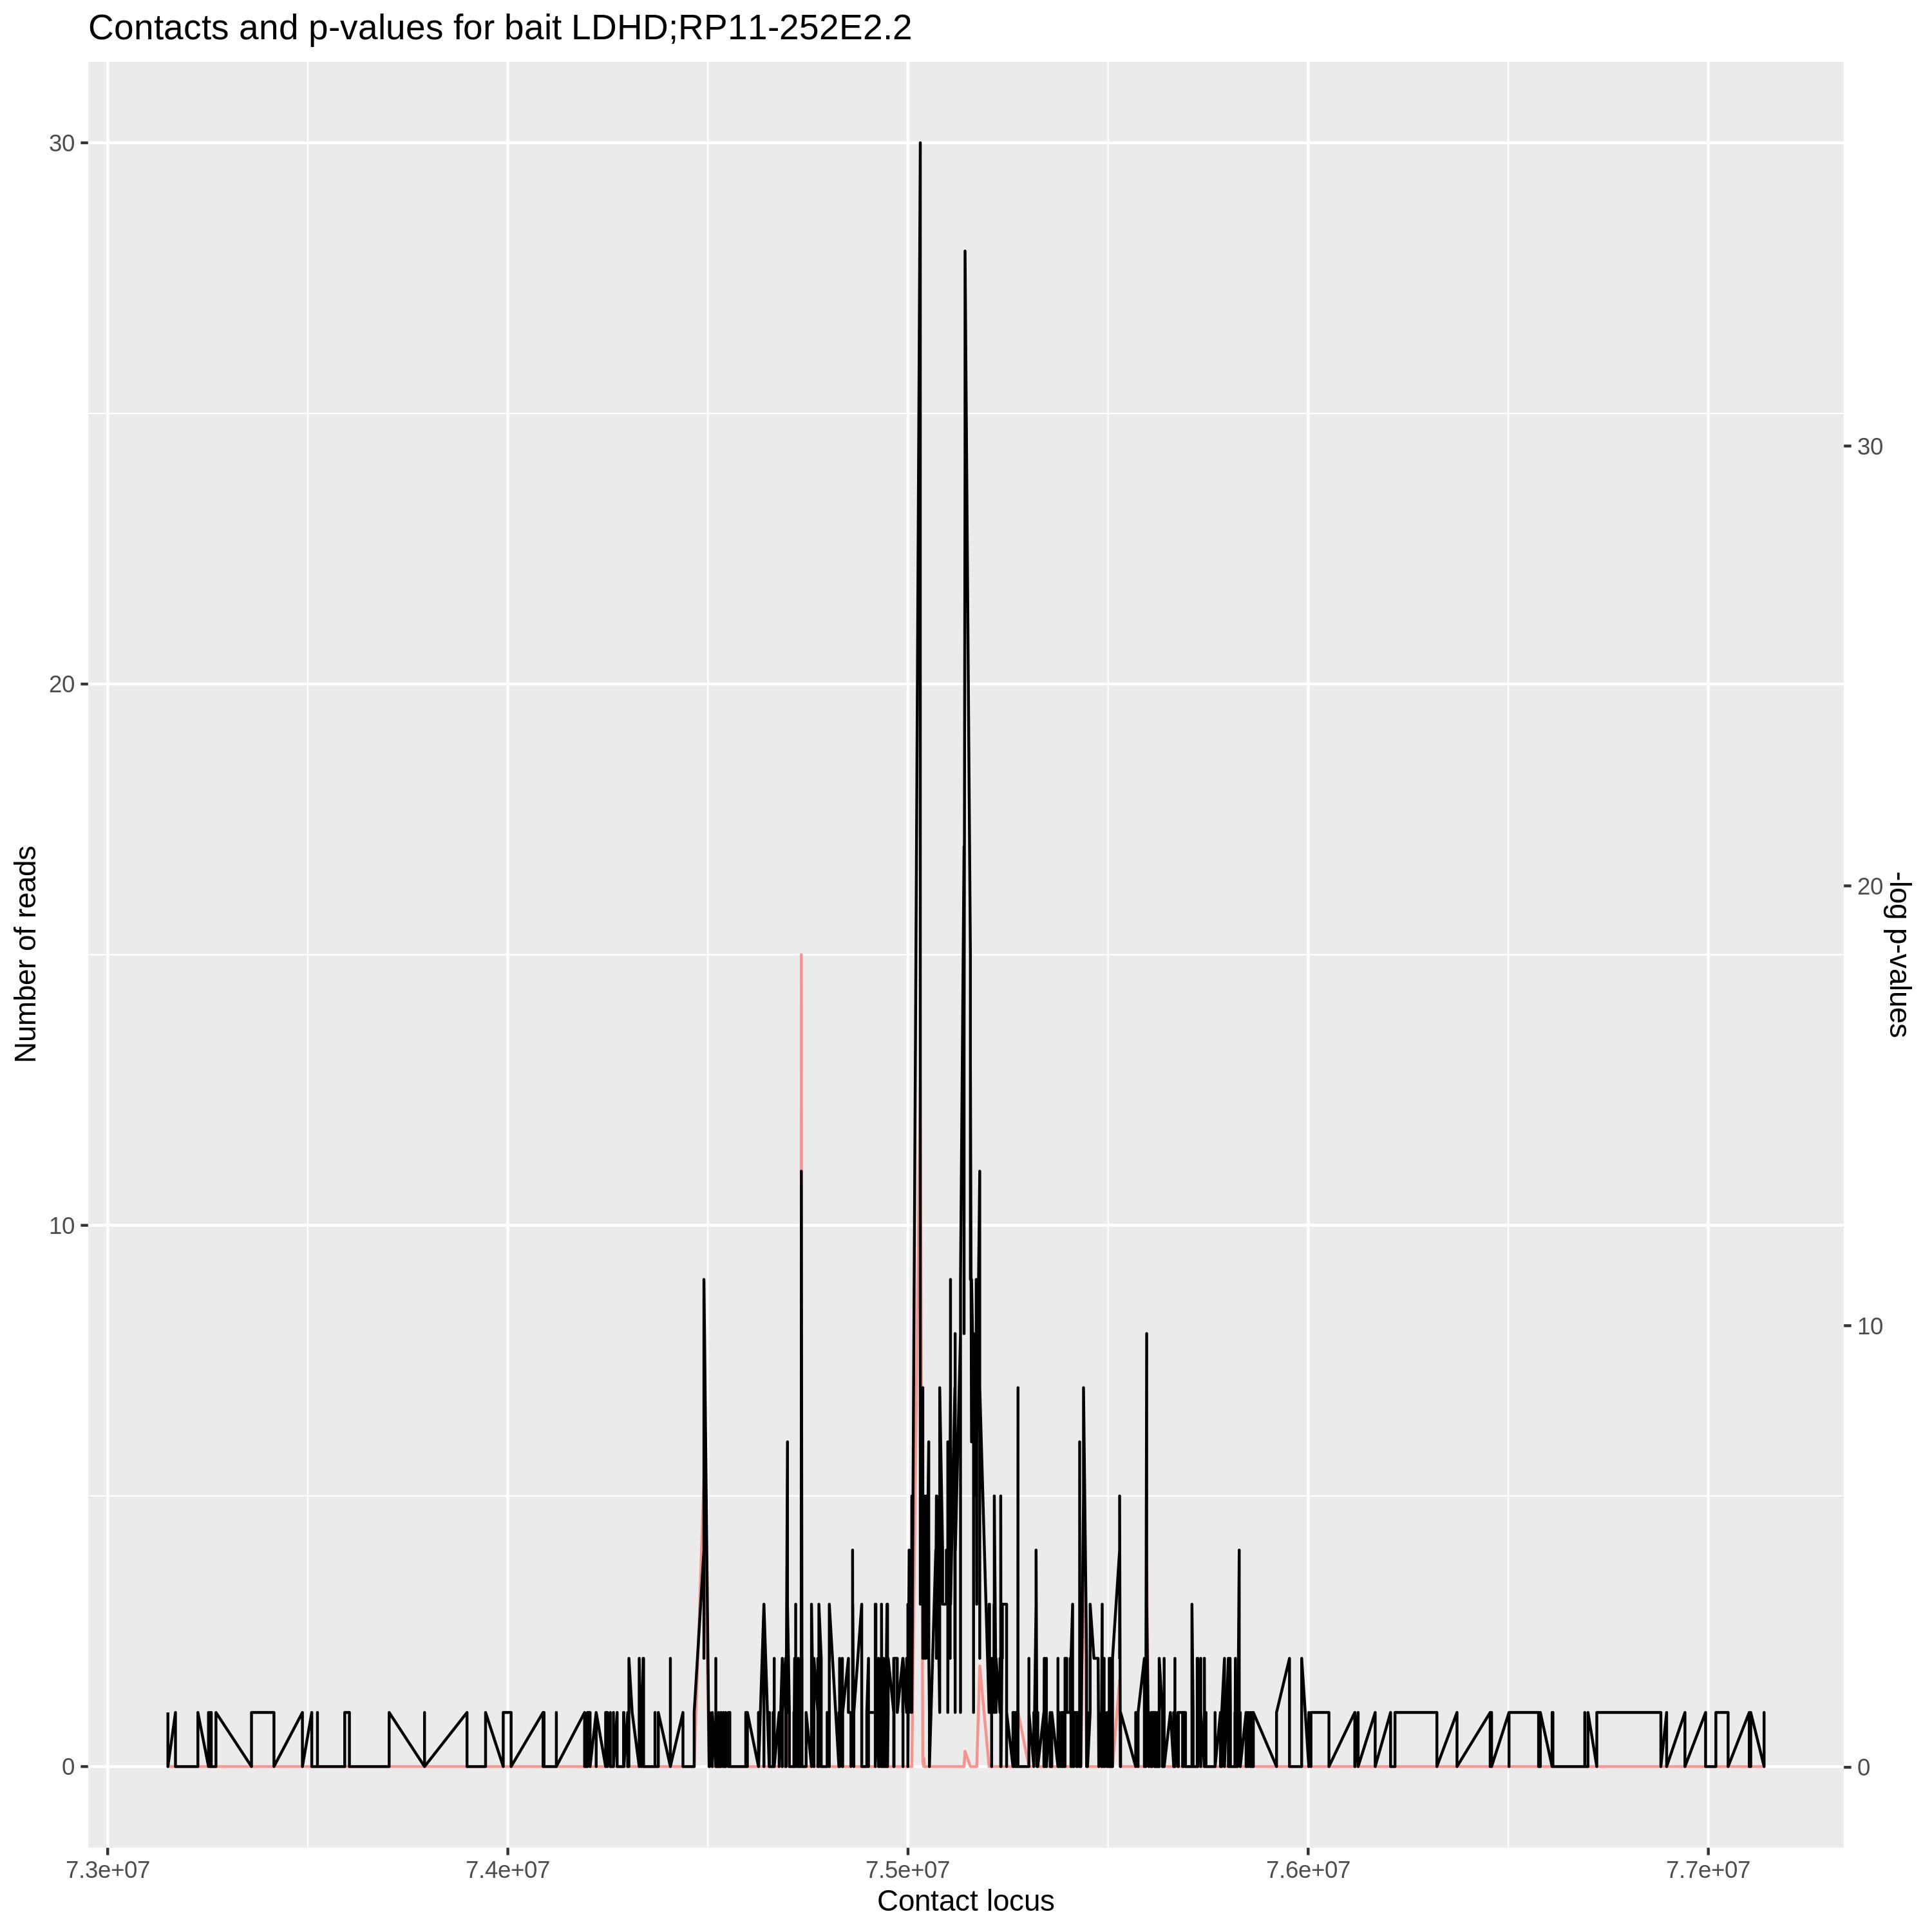 Contacts and p-values for bait LDHD;RP11-252E2.2
30
20
10
0
Number of reads
30
20
10
0
-log p-values
7.3e+07 7.4e+07 7.5e+07 7.6e+07 7.7e+07
Contact locus